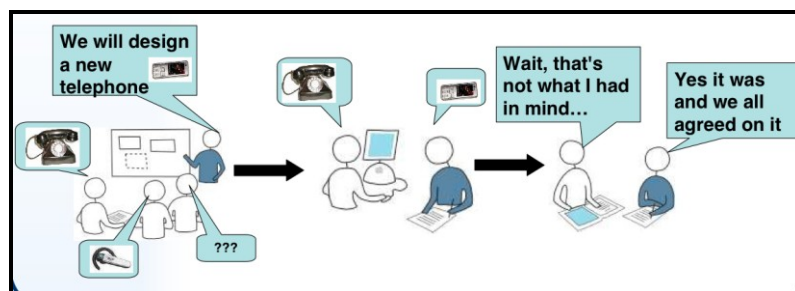 We will design
a new
telephone
???
Wait, that's
not what I had
in mind...
Yes it was
and we all
agreed on it